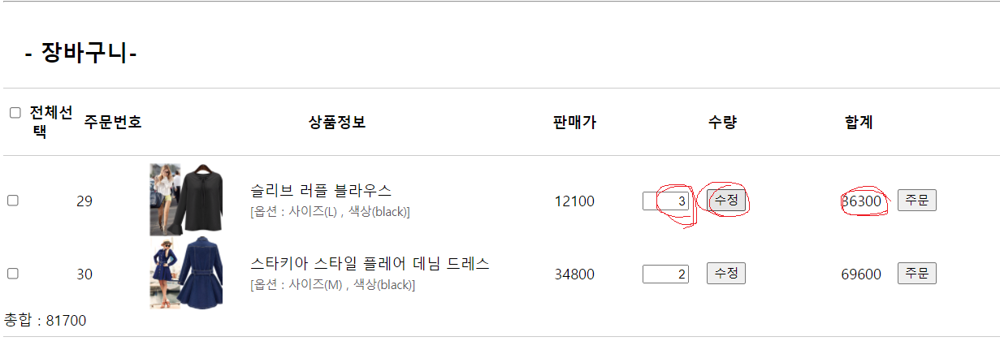 - 장바구니-
전체선택 주문번호 상품정보 판매가 수량 합계
29 슬리브 러플 블라우스 12100 3 수정 36300 주문
[옵션 : 사이즈(L) , 색상(black)]
30 스타키아 스타일 플레어 데님 드레스 34800 2 수정 69600 주문
[옵션 : 사이즈(M) , 색상(black)]
총합 : 81700